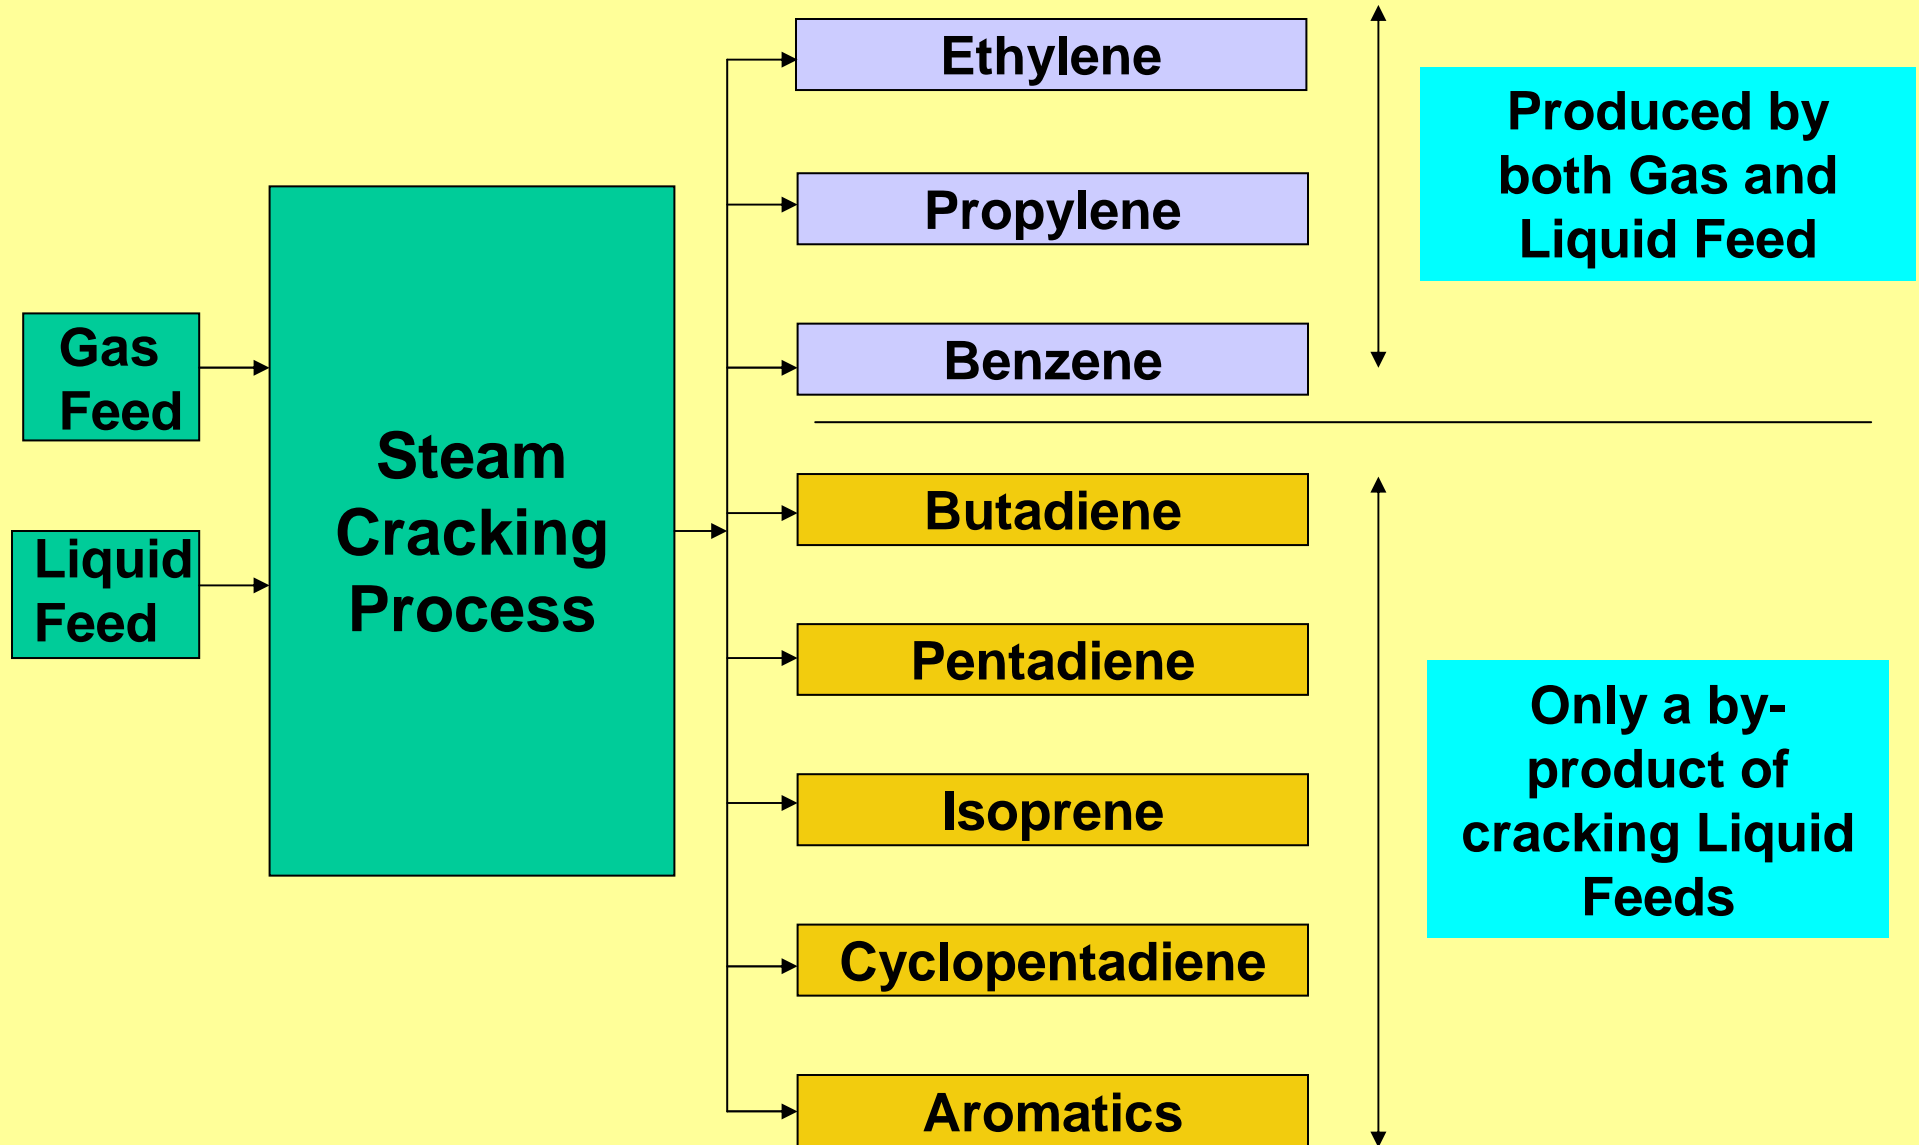 Gas
Feed
Liquid
Feed
Steam
Cracking
Process
Ethylene
Propylene
Benzene
Butadiene
Pentadiene
Isoprene
Cyclopentadiene
Aromatics
Produced by
both Gas and
Liquid Feed
Only a by-
product of
cracking Liquid
Feeds